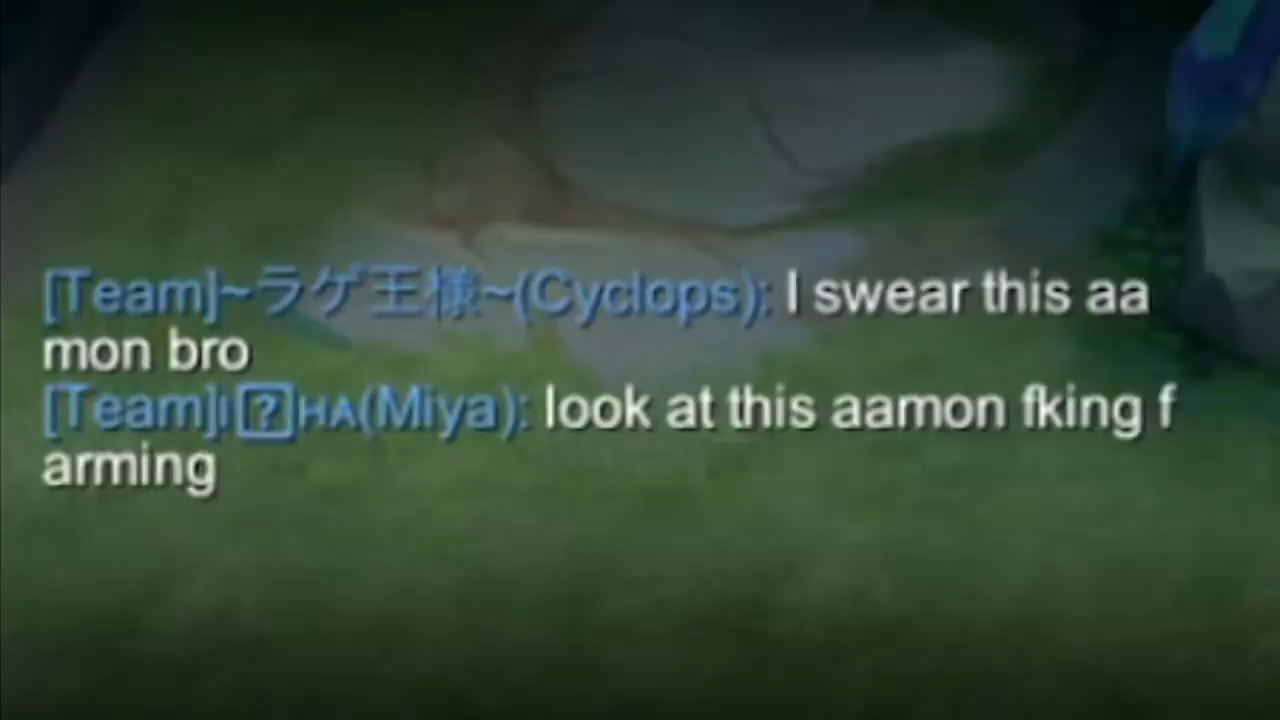 [Team]~ラゲ王様~(Cyclops): I swear this aa
mon bro
[Team]I⍰HA(Miya): look at this aamon fking f
arming